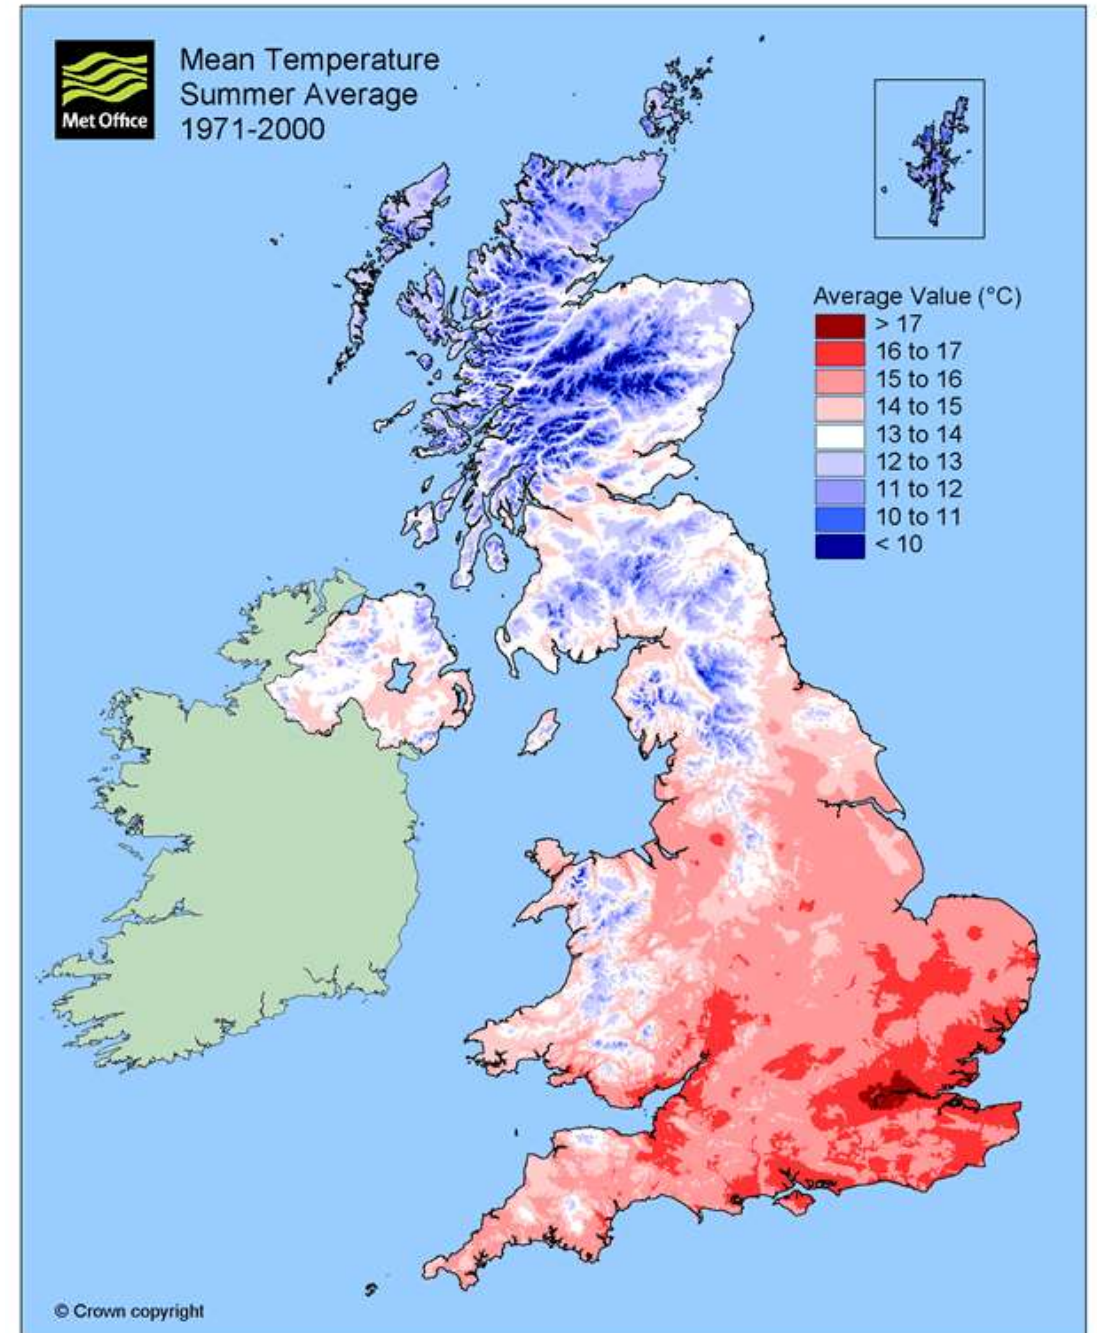 Mean Temperature
Summer Average
1971-2000
Met Office
Average Value (°C)
> 17
16 to 17
15 to 16
14 to 15
13 to 14
12 to 13
11 to 12
10 to 11
< 10
© Crown copyright